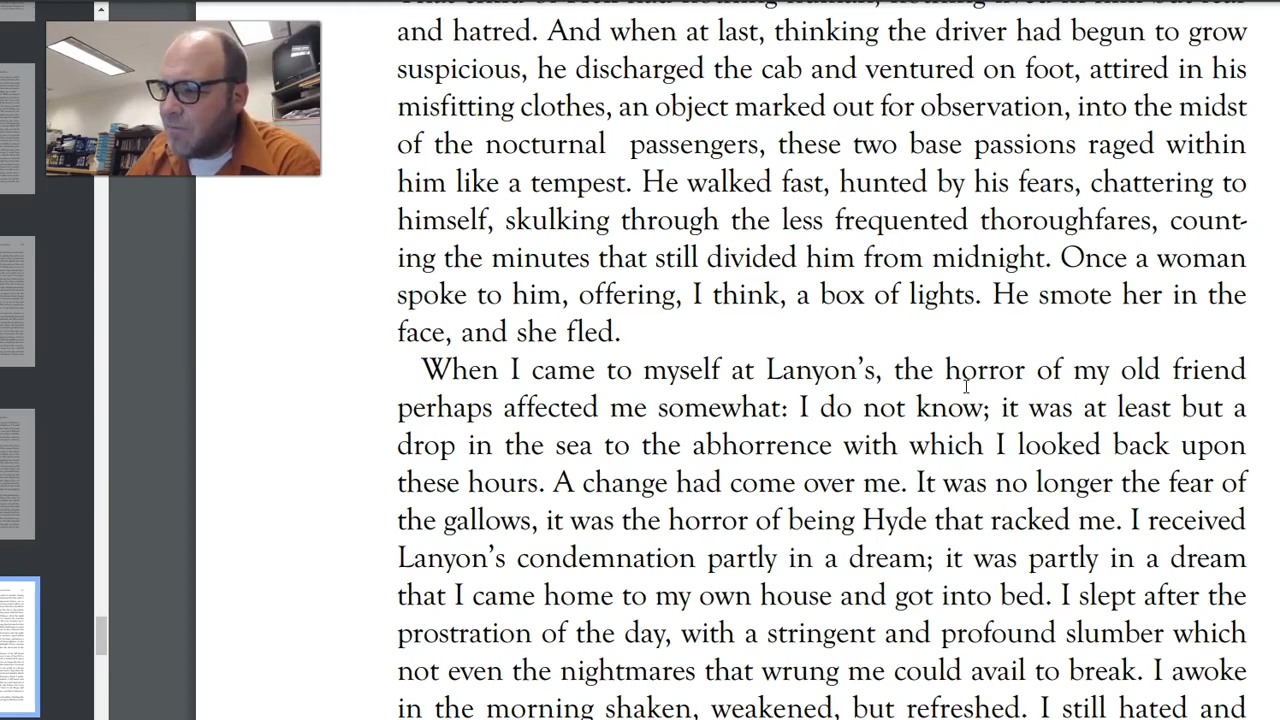 and hatred. And when at last, thinking the driver had begun to grow
suspicious, he discharged the cab and ventured on foot, attired in his
misfitting clothes, an object marked out for observation, into the midst
of the nocturnal  passengers, these two base passions raged within
him like a tempest. He walked fast, hunted by his fears, chattering to
himself, skulking through the less frequented thoroughfares, count-
ing the minutes that still divided him from midnight. Once a woman
spoke to him, offering, I think, a box of lights. He smote her in the
face, and she fled.
When I came to myself at Lanyon’s, the horror of my old friend
perhaps affected me somewhat: I do not know; it was at least but a
drop in the sea to the abhorrence with which I looked back upon
these hours. A change had come over me. It was no longer the fear of
the gallows, it was the horror of being Hyde that racked me. I received
Lanyon’s condemnation partly in a dream; it was partly in a dream
that I came home to my own house and got into bed. I slept after the
prostration of the day, with a stringent and profound slumber which
not even the nightmares that wrung me could avail to break. I awoke
in the morning shaken, weakened, but refreshed. I still hated and